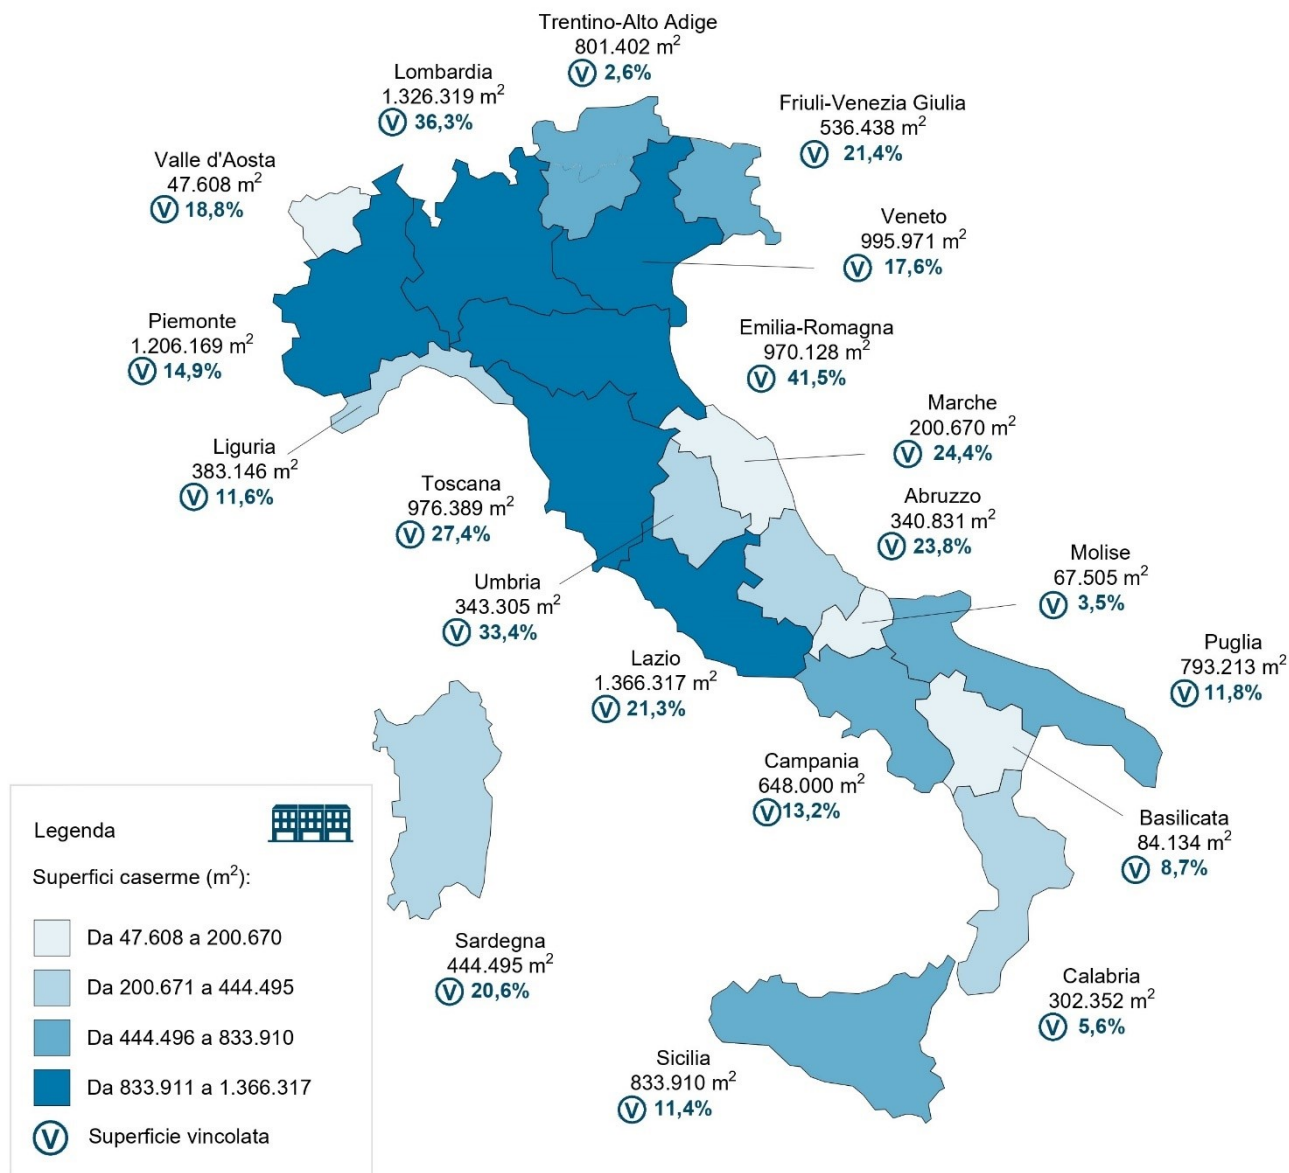 Trentino-Alto Adige
801.402 m²
V 2,6%
Lombardia
1.326.319 m²
V 36,3%
Friuli-Venezia Giulia
536.438 m²
V 21,4%
Valle d'Aosta
47.608 m²
V 18,8%
Veneto
995.971 m²
V 17,6%
Piemonte
1.206.169 m²
V 14,9%
Emilia-Romagna
970.128 m²
V 41,5%
Marche
200.670 m²
V 24,4%
Liguria
383.146 m²
V 11,6%
Toscana
976.389 m²
V 27,4%
Abruzzo
340.831 m²
V 23,8%
Molise
67.505 m²
V 3,5%
Umbria
343.305 m²
V 33,4%
Puglia
793.213 m²
V 11,8%
Lazio
1.366.317 m²
V 21,3%
Campania
648.000 m²
V 13,2%
Basilicata
84.134 m²
V 8,7%
Sardegna
444.495 m²
V 20,6%
Calabria
302.352 m²
V 5,6%
Sicilia
833.910 m²
V 11,4%
Legenda
Superfici caserme (m²):
Da 47.608 a 200.670
Da 200.671 a 444.495
Da 444.496 a 833.910
Da 833.911 a 1.366.317
V Superficie vincolata